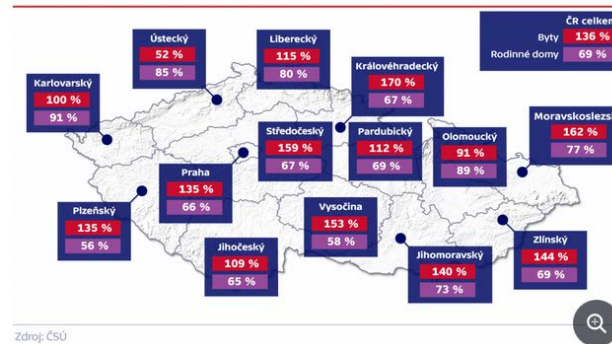 ČR celkem
Byty 136 %
Rodinné domy 69 %
Ústecký
52 %
85 %
Liberecký
115 %
80 %
Královéhradecký
170 %
67 %
Karlovarský
100 %
91 %
Středočeský
159 %
67 %
Pardubický
112 %
69 %
Olomoucký
91 %
89 %
162 %
77 %
Praha
135 %
66 %
Plzeňský
135 %
56 %
Vysočina
153 %
58 %
Jihočeský
109 %
65 %
Jihomoravský
140 %
73 %
Zlínský
144 %
69 %
Zdroj: ČSÚ